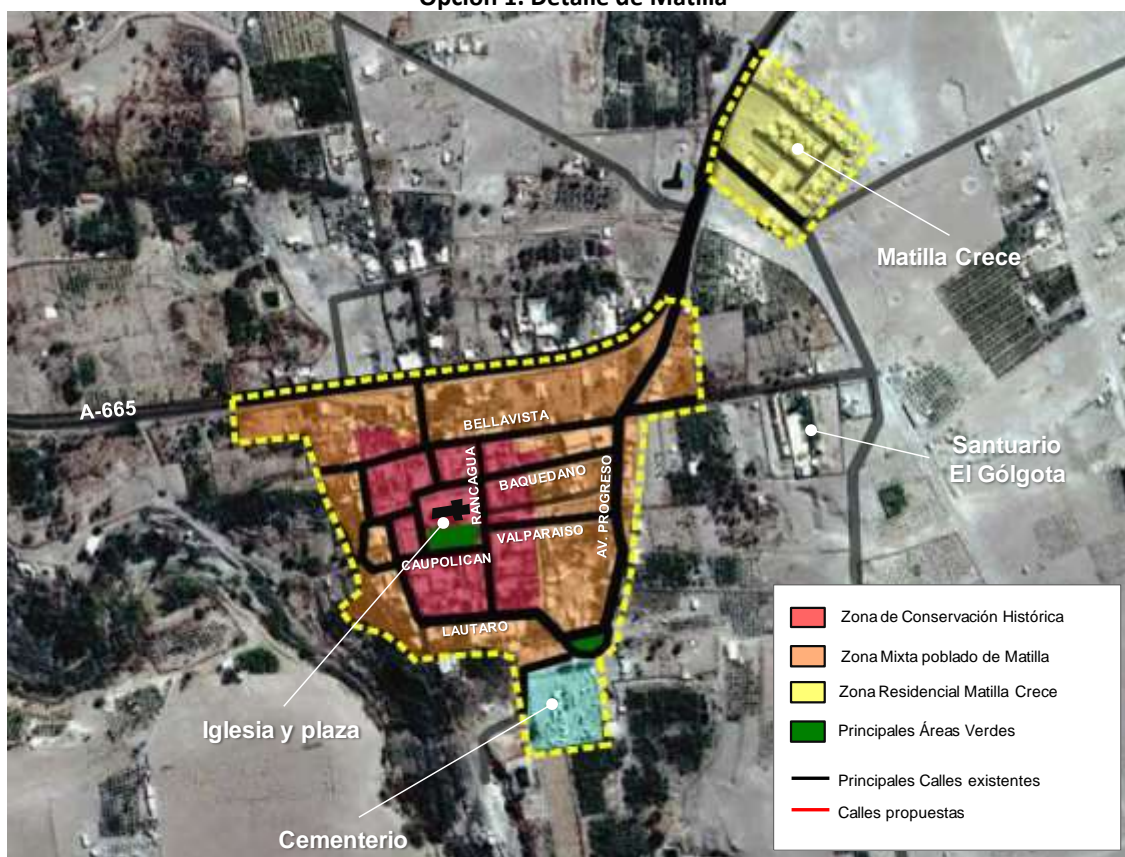 Opción 1. Detalle de Matilla
Matilla Crece
A-665
BELLAVISTA
Santuario
El Gólgota
RANCAGUA
BAQUEDANO
AV. PROGRESO
VALPARAISO
CAUPOLICAN
LAUTARO
Iglesia y plaza
Cementerio
Zona de Conservación Histórica
Zona Mixta poblado de Matilla
Zona Residencial Matilla Crece
Principales Áreas Verdes
Principales Calles existentes
Calles propuestas